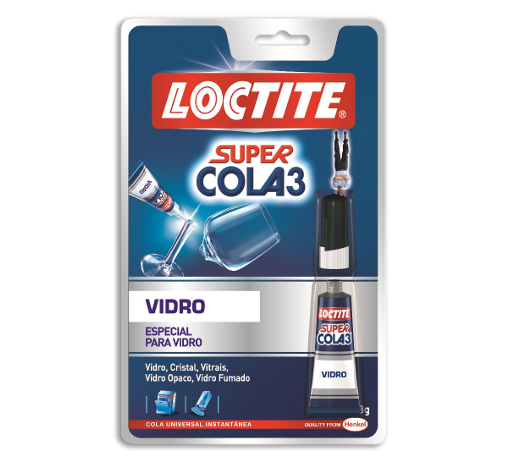 LOCTITE®
SUPER
COLA3
VIDRO
VIDRO
ESPECIAL
PARA VIDRO
Vidro, Cristal, Vitrais,
Vidro Opaco, Vidro Fumado
LOCTITE
SUPER
COLA3
VIDRO
3g
COLA UNIVERSAL INSTANTÂNEA
QUALITY FROM Henkel